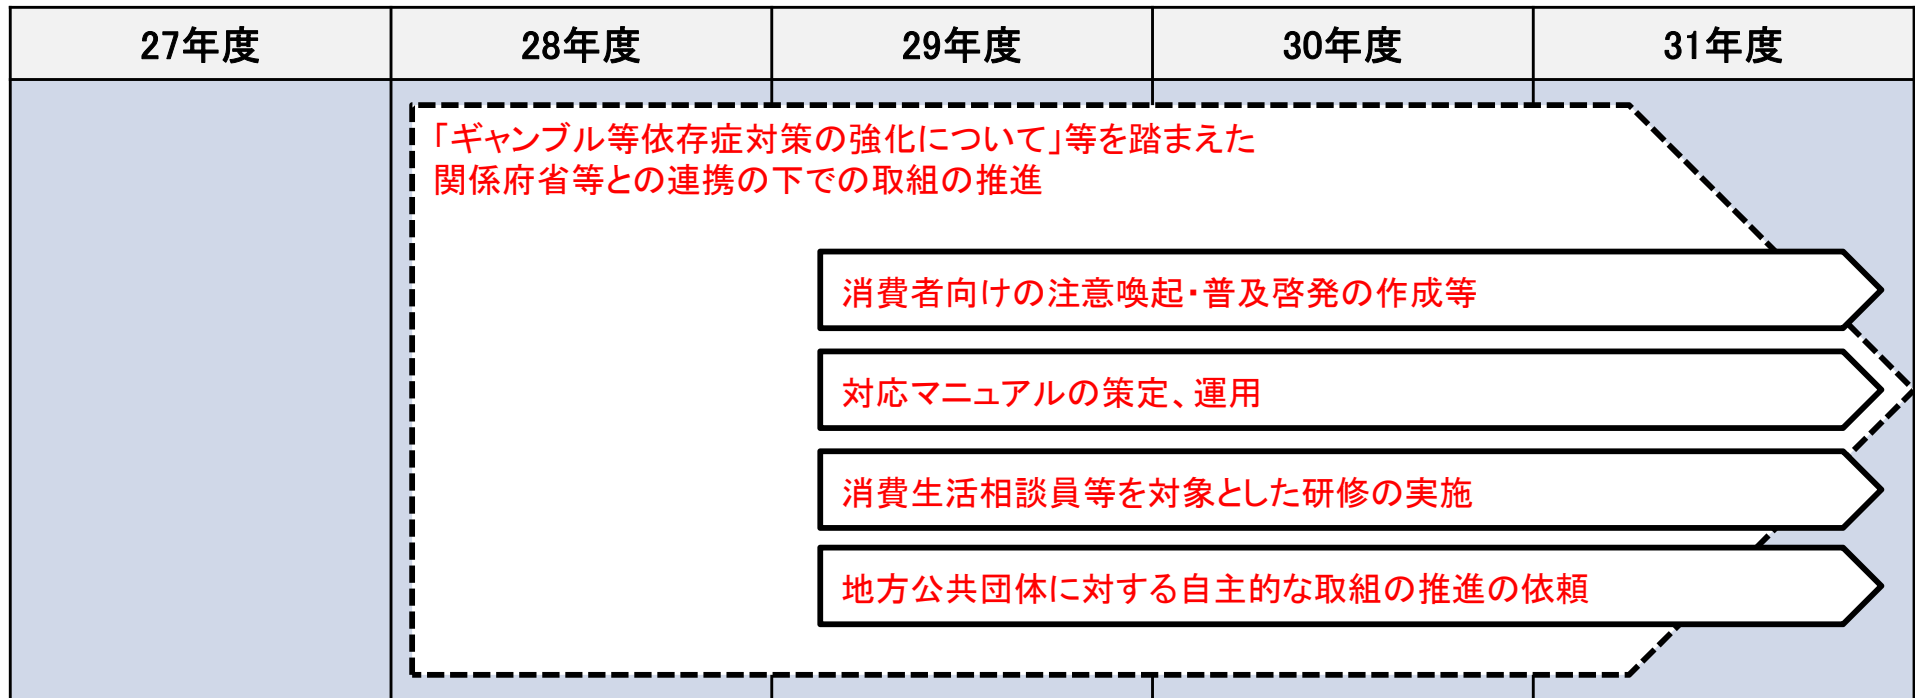 27年度 28年度 29年度 30年度 31年度
「ギャンブル等依存症対策の強化について」等を踏まえた
関係府省等との連携の下での取組の推進
消費者向けの注意喚起・普及啓発の作成等
対応マニュアルの策定、運用
消費生活相談員等を対象とした研修の実施
地方公共団体に対する自主的な取組の推進の依頼